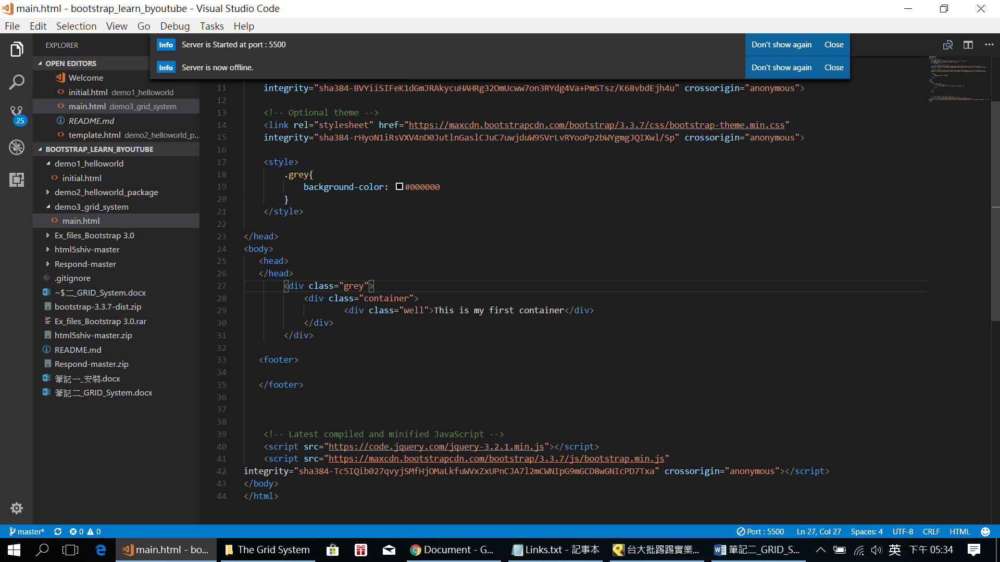 main.html - bootstrap_learn_byoutube - Visual Studio Code
File Edit Selection View Go Debug Tasks Help
EXPLORER
Info Server is Started at port : 5500 Don't show again Close
Info Server is now offline. Don't show again Close
OPEN EDITORS
Welcome
initial.html demo1_helloworld
main.html demo3_grid_system
README.md
template.html demo2_helloworld_p...
BOOTSTRAP_LEARN_BYOUTUBE
demo1_helloworld
initial.html
demo2_helloworld_package
demo3_grid_system
main.html
Ex_files_Bootstrap 3.0
html5shiv-master
Respond-master
.gitignore
~$二_GRID_System.docx
bootstrap-3.3.7-dist.zip
Ex_files_Bootstrap 3.0.rar
html5shiv-master.zip
README.md
Respond-master.zip
筆記一_安裝.docx
筆記二_GRID_System.docx
25
11 integrity="sha384-BVYiiSIFeK1dGmJRAkycuHAHRg32OmUcww7on3RYdg4Va+PmSTsz/K68vbdEjh4u" crossorigin="anonymous">
12
13 <!-- Optional theme -->
14 <link rel="stylesheet" href="https://maxcdn.bootstrapcdn.com/bootstrap/3.3.7/css/bootstrap-theme.min.css"
15 integrity="sha384-rHyoN1iRsVXV4nD0JutlnGaslCJuC7uwjduW9SVrLvRYooPp2bWYgmgJQIXwl/Sp" crossorigin="anonymous">
16
17 <style>
18 .grey{
19 background-color: #000000
20 }
21 </style>
22
23 </head>
24 <body>
25 <head>
26 </head>
27 <div class="grey">
28 <div class="container">
29 <div class="well">This is my first container</div>
30 </div>
31 </div>
32
33 <footer>
34
35 </footer>
36
37
38
39 <!-- Latest compiled and minified JavaScript -->
40 <script src="https://code.jquery.com/jquery-3.2.1.min.js"></script>
41 <script src="https://maxcdn.bootstrapcdn.com/bootstrap/3.3.7/js/bootstrap.min.js"
42 integrity="sha384-Tc5IQib027qvyjSMfHjOMaLkfuWVxZxUPnCJA7l2mCWNIpG9mGCD8wGNIcPD7Txa" crossorigin="anonymous"></script>
43 </body>
44 </html>
master* 0 0 Port : 5500 Ln 27, Col 27 Spaces: 4 UTF-8 CRLF HTML
main.html - bo... The Grid System Document - G... Links.txt - 記事本 台大批踢踢實業... 筆記二_GRID_S... 英 下午 05:34